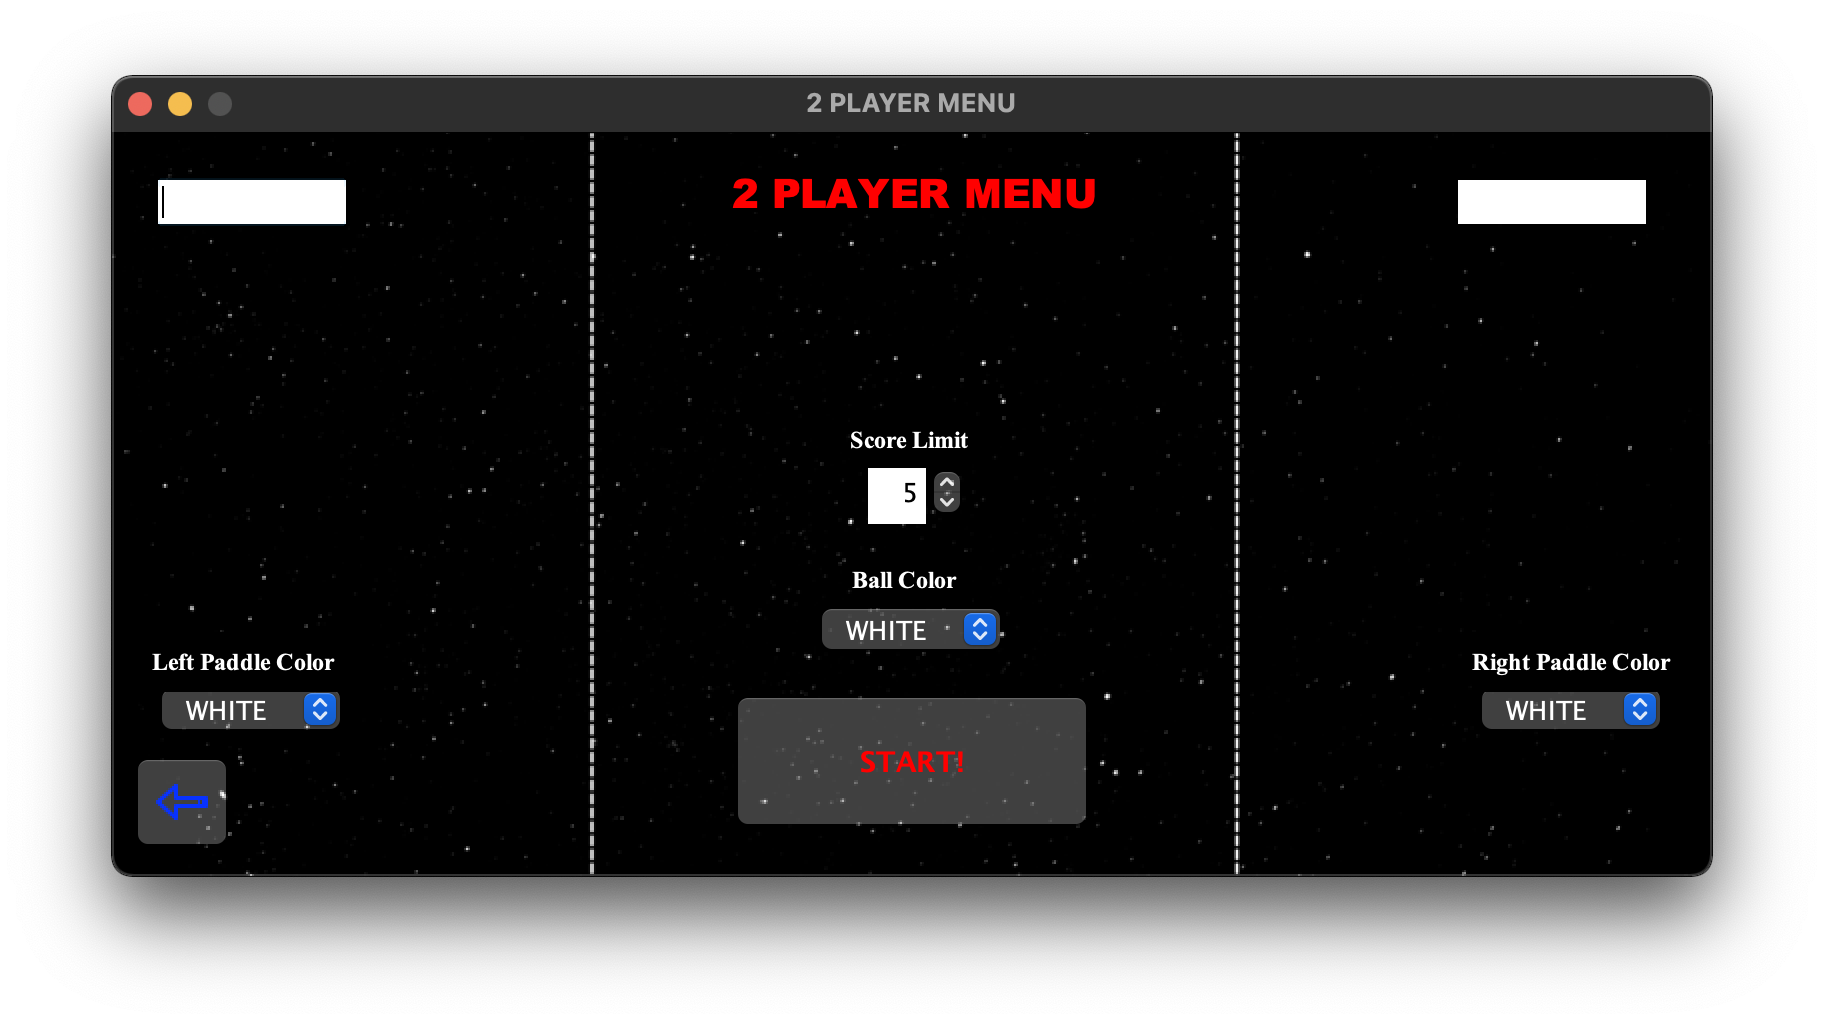 2 PLAYER MENU
2 PLAYER MENU
Score Limit
5
Ball Color
WHITE
Left Paddle Color
WHITE
Right Paddle Color
WHITE
START!